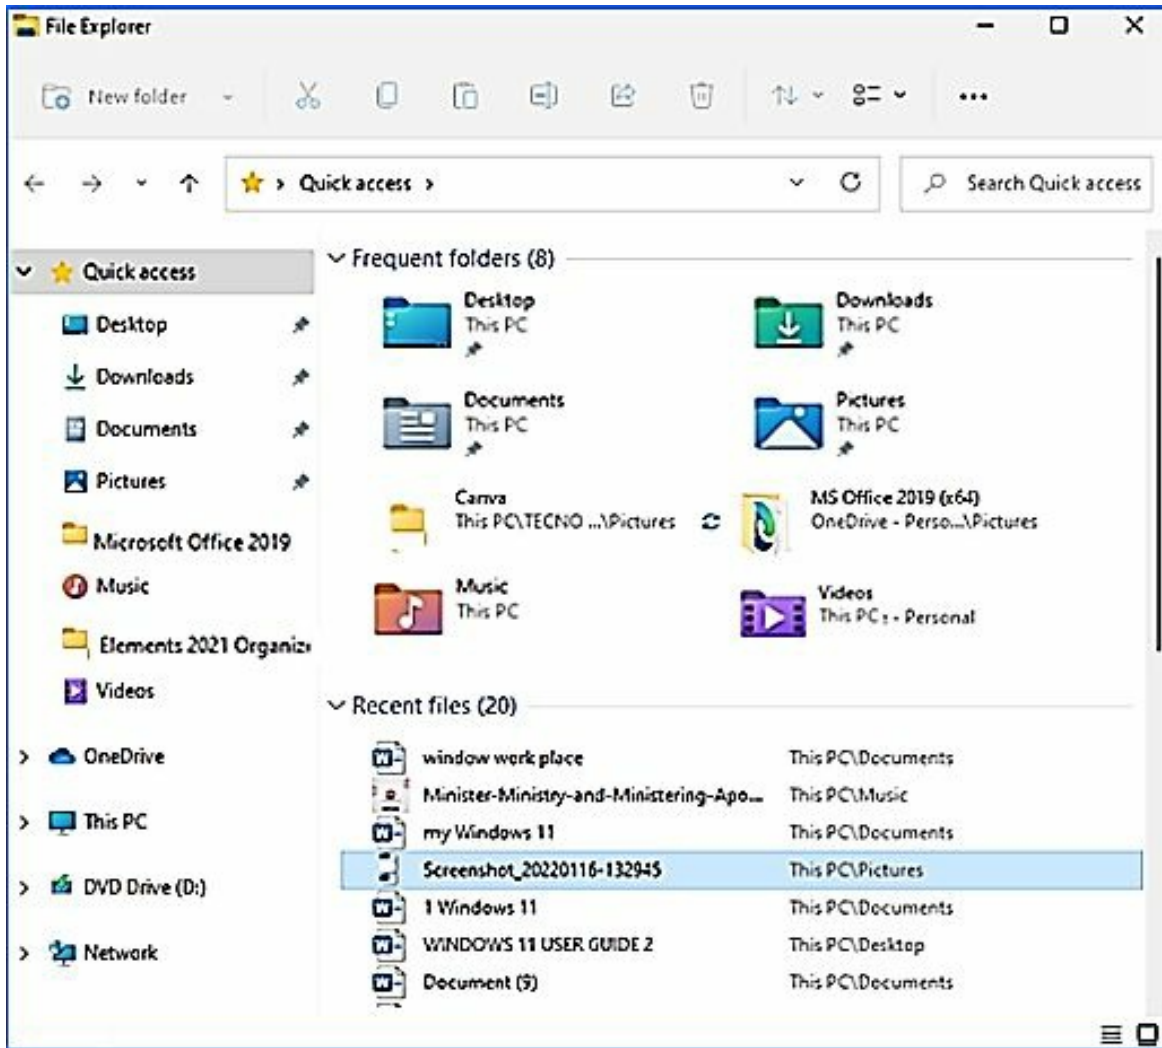 File Explorer
New folder
Quick access
Search Quick access
Quick access
Desktop
Downloads
Documents
Pictures
Microsoft Office 2019
Music
Elements 2021 Organiz
Videos
OneDrive
This PC
DVD Drive (D:)
Network
Frequent folders (8)
Desktop
This PC
Downloads
This PC
Documents
This PC
Pictures
This PC
Canva
This PC\TECNO ...\Pictures
MS Office 2019 (x64)
OneDrive - Perso...\Pictures
Music
This PC
Videos
This PC - Personal
Recent files (20)
window work place This PC\Documents
Minister-Ministry-and-Ministering-Apo... This PC\Music
my Windows 11 This PC\Documents
Screenshot_20220116-132945 This PC\Pictures
1 Windows 11 This PC\Documents
WINDOWS 11 USER GUIDE 2 This PC\Desktop
Document (9) This PC\Documents